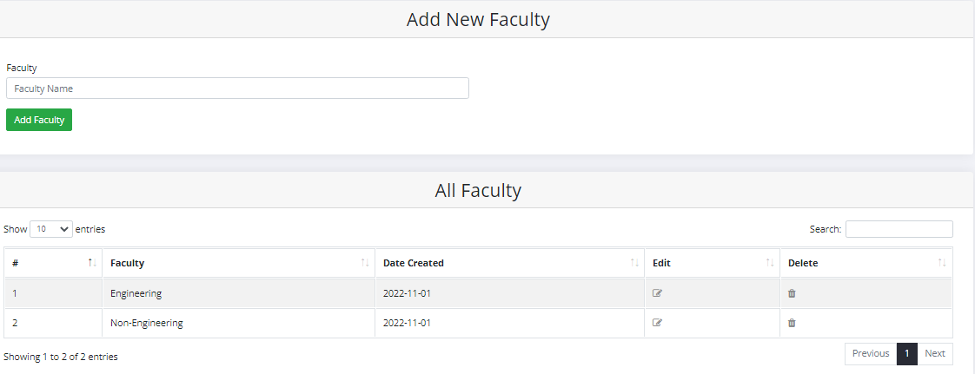 Add New Faculty
Faculty
Faculty Name
Add Faculty
All Faculty
Show 10 entries Search:
# Faculty Date Created Edit Delete
1 Engineering 2022-11-01
2 Non-Engineering 2022-11-01
Showing 1 to 2 of 2 entries Previous 1 Next